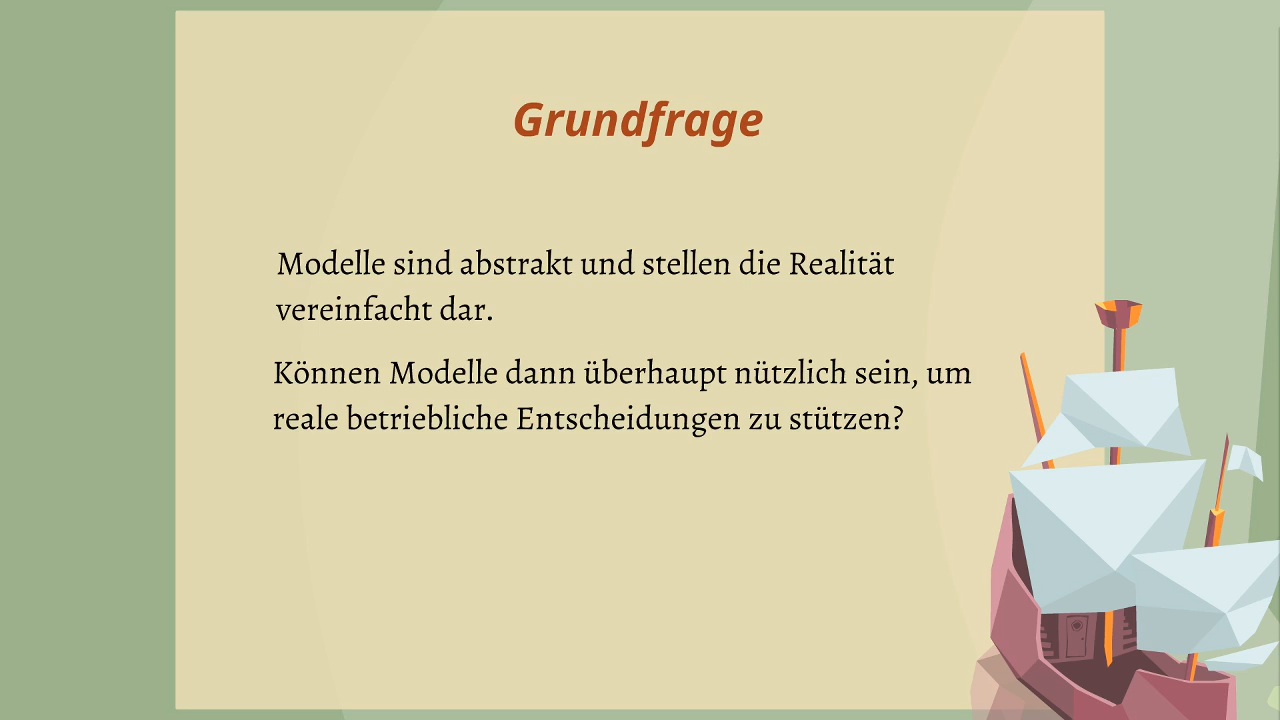 Grundfrage
Modelle sind abstrakt und stellen die Realität
vereinfacht dar.
Können Modelle dann überhaupt nützlich sein, um
reale betriebliche Entscheidungen zu stützen?